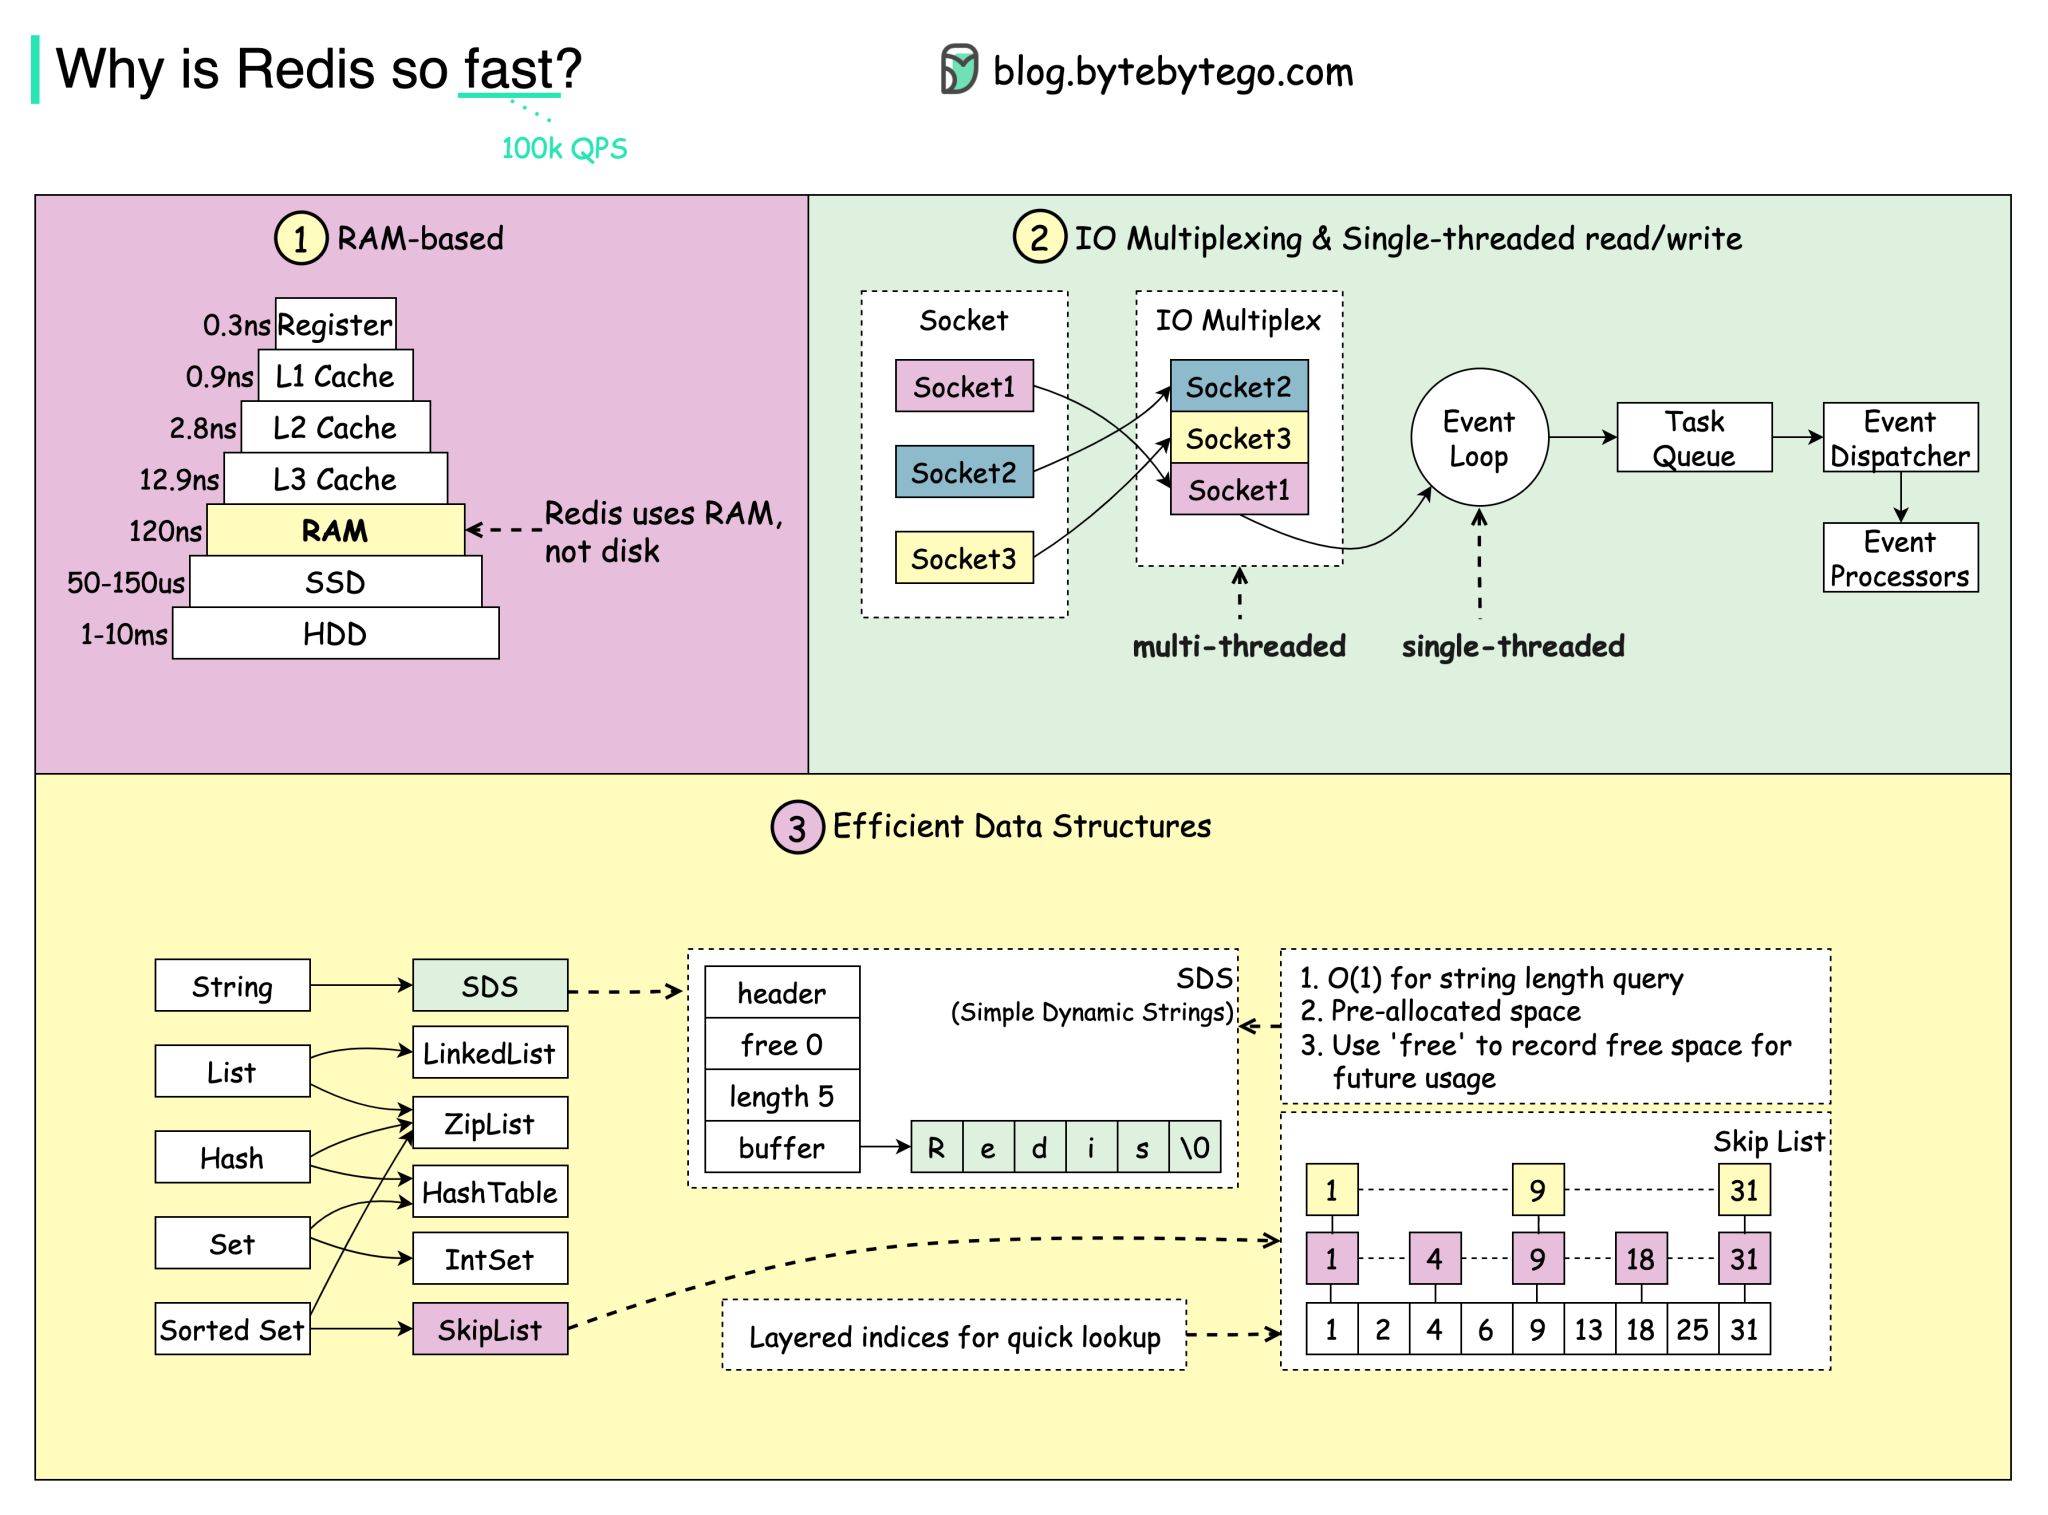 Why is Redis so fast?
blog.bytebytego.com
100k QPS
1 RAM-based
0.3ns Register
0.9ns L1 Cache
2.8ns L2 Cache
12.9ns L3 Cache
120ns RAM
Redis uses RAM,
not disk
50-150us SSD
1-10ms HDD
2 IO Multiplexing & Single-threaded read/write
Socket
Socket1
Socket2
Socket3
IO Multiplex
Socket2
Socket3
Socket1
multi-threaded
Event
Loop
single-threaded
Task
Queue
Event
Dispatcher
Event
Processors
3 Efficient Data Structures
String
List
Hash
Set
Sorted Set
SDS
LinkedList
ZipList
HashTable
IntSet
SkipList
SDS
(Simple Dynamic Strings)
header
free 0
length 5
buffer
R e d i s \0
1. O(1) for string length query
2. Pre-allocated space
3. Use 'free' to record free space for
future usage
Skip List
1 9 31
1 4 9 18 31
1 2 4 6 9 13 18 25 31
Layered indices for quick lookup